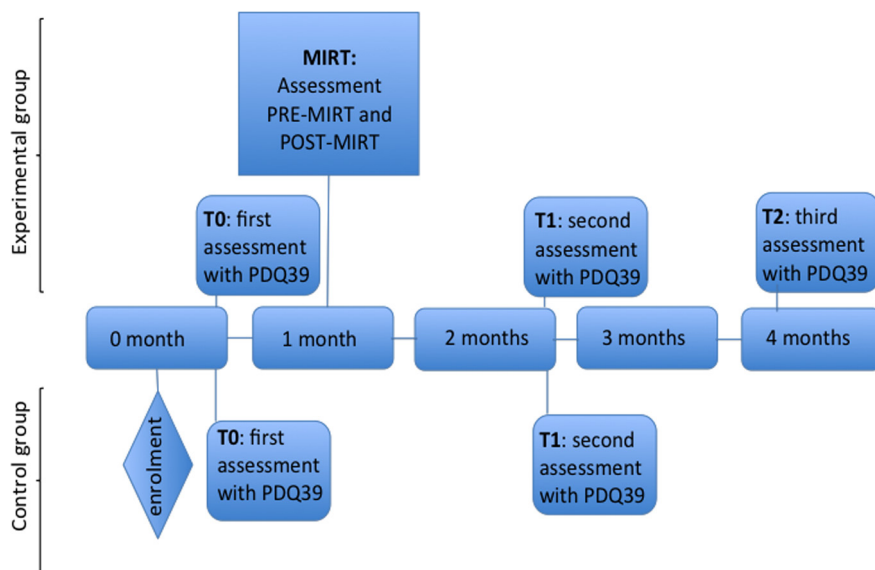 Experimental group
MIRT:
Assessment
PRE-MIRT and
POST-MIRT
T0: first
assessment
with PDQ39
T1: second
assessment
with PDQ39
T2: third
assessment
with PDQ39
0 month
1 month
2 months
3 months
4 months
Control group
enrolment
T0: first
assessment
with PDQ39
T1: second
assessment
with PDQ39